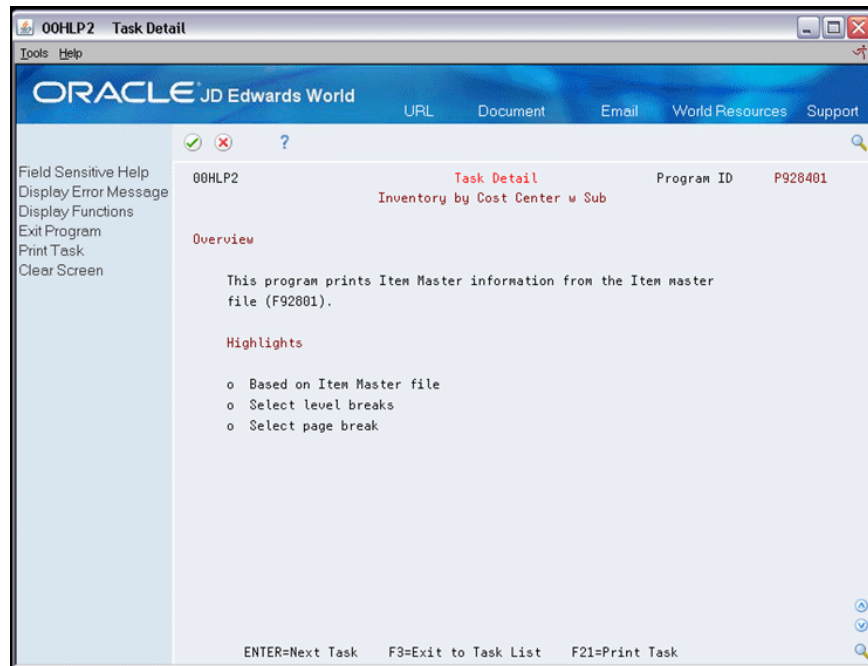 00HLP2 Task Detail
Tools Help
ORACLE JD Edwards World
URL Document Email World Resources Support
?
Field Sensitive Help
Display Error Message
Display Functions
Exit Program
Print Task
Clear Screen
00HLP2 Task Detail Program ID P928401
Inventory by Cost Center w Sub
Overview
This program prints Item Master information from the Item master
file (F92801).
Highlights
o Based on Item Master file
o Select level breaks
o Select page break
ENTER=Next Task F3=Exit to Task List F21=Print Task